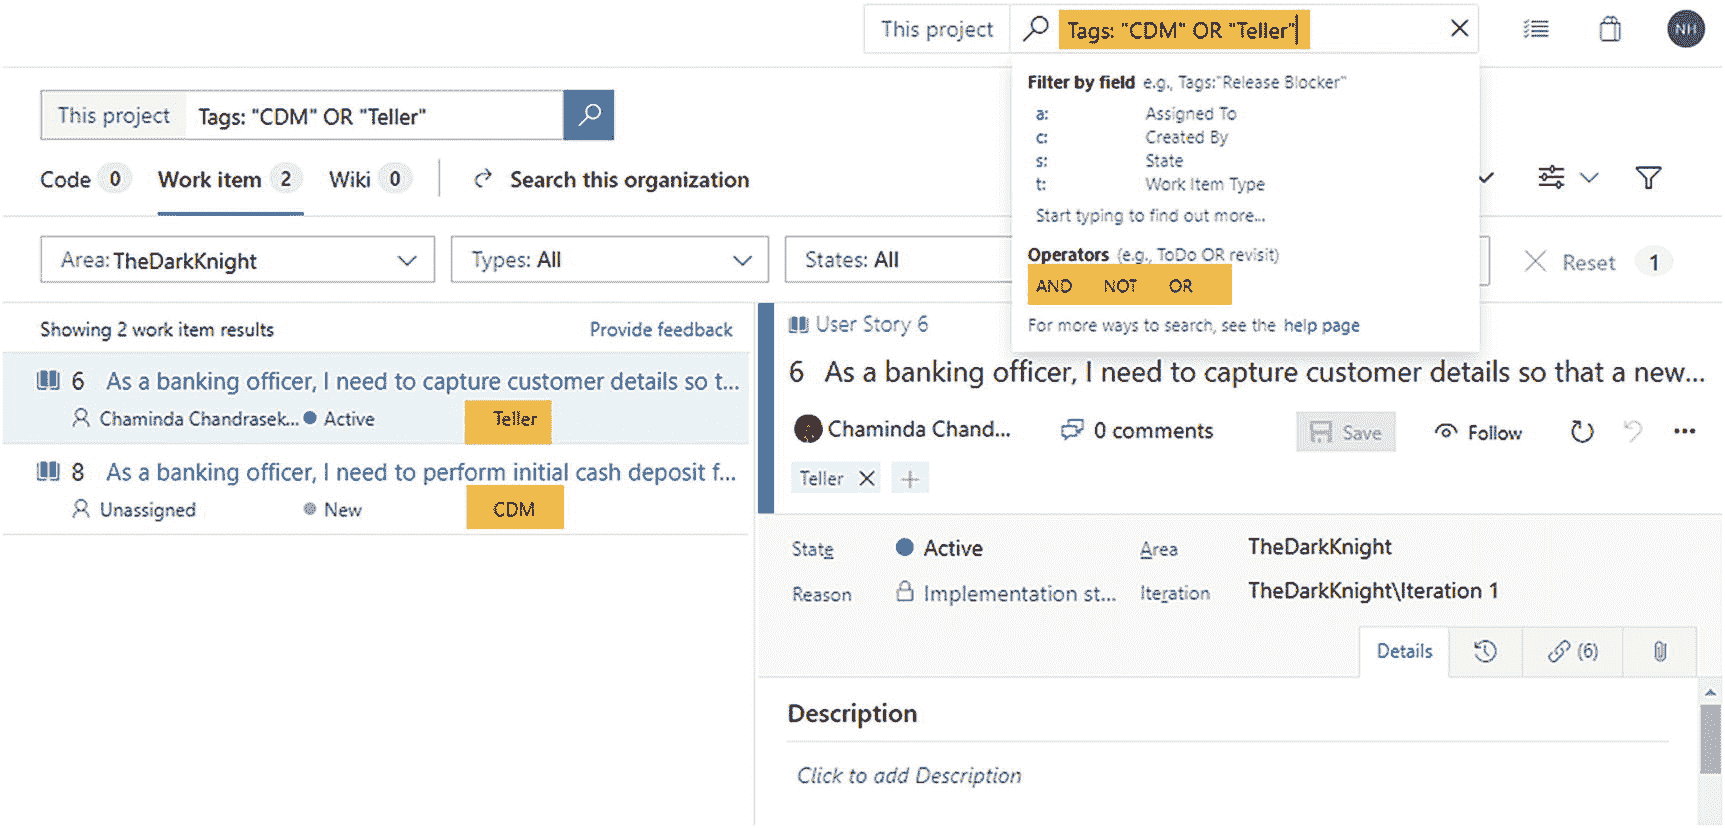 This project Tags: "CDM" OR "Teller" NH
Filter by field e.g., Tags:"Release Blocker"
a: Assigned To
c: Created By
s: State
t: Work Item Type
Start typing to find out more...
Operators (e.g., ToDo OR revisit)
AND NOT OR
For more ways to search, see the help page
This project Tags: "CDM" OR "Teller"
Code 0 Work item 2 Wiki 0 Search this organization
Area: TheDarkKnight Types: All States: All Reset 1
Showing 2 work item results Provide feedback
6 As a banking officer, I need to capture customer details so t...
Chaminda Chandrasek... Active Teller
8 As a banking officer, I need to perform initial cash deposit f...
Unassigned New CDM
User Story 6
6 As a banking officer, I need to capture customer details so that a new...
Chaminda Chand... 0 comments Save Follow
Teller
State Active Area TheDarkKnight
Reason Implementation st... Iteration TheDarkKnight\Iteration 1
Details (6)
Description
Click to add Description